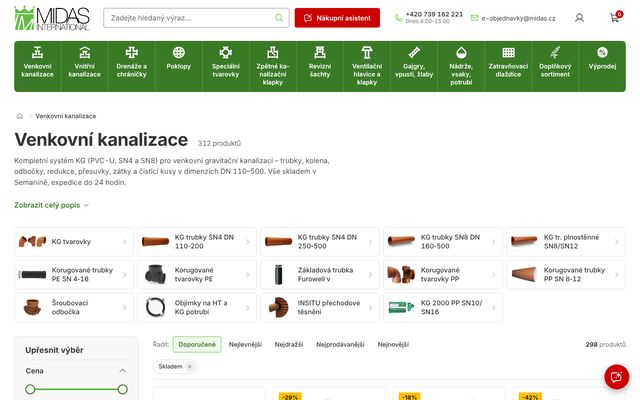 MIDAS
INTERNATIONAL
Zadejte hledaný výraz...
Nákupní asistent
+420 739 162 221
Dnes 8:00–15:00
e-objednavky@midas.cz
0
Venkovní kanalizace
Vnitřní kanalizace
Drenáže a chráničky
Poklopy
Speciální tvarovky
Zpětné kanalizační klapky
Revizní šachty
Ventilační hlavice a klapky
Gajgry, vpusti, žlaby
Nádrže, vsaky, potrubí
Zatravňovací dlaždice
Doplňkový sortiment
Výprodej
Venkovní kanalizace
Venkovní kanalizace 312 produktů
Kompletní systém KG (PVC-U, SN4 a SN8) pro venkovní gravitační kanalizaci – trubky, kolena,
odbočky, redukce, přesuvky, zátky a čisticí kusy v dimenzích DN 110–500. Vše skladem v
Semaníně, expedice do 24 hodin.
Zobrazit celý popis
KG tvarovky
KG trubky SN4 DN 110-200
KG trubky SN4 DN 250-500
KG trubky SN8 DN 160-500
KG tr. plnostěnné SN8/SN12
Korugované trubky PE SN 4-16
Korugované tvarovky PE
Základová trubka Furowell v
Korugované tvarovky PP
Korugované trubky PP SN 8-12
Šroubovací odbočka
Objímky na HT a KG potrubí
INSITU přechodové těsnění
KG 2000 PP SN10/ SN16
Upřesnit výběr
Cena
Řadit: Doporučené Nejlevnější Nejdražší Nejprodávanější Nejnovější 298 produktů
Skladem ×
-29%
-18%
-42%